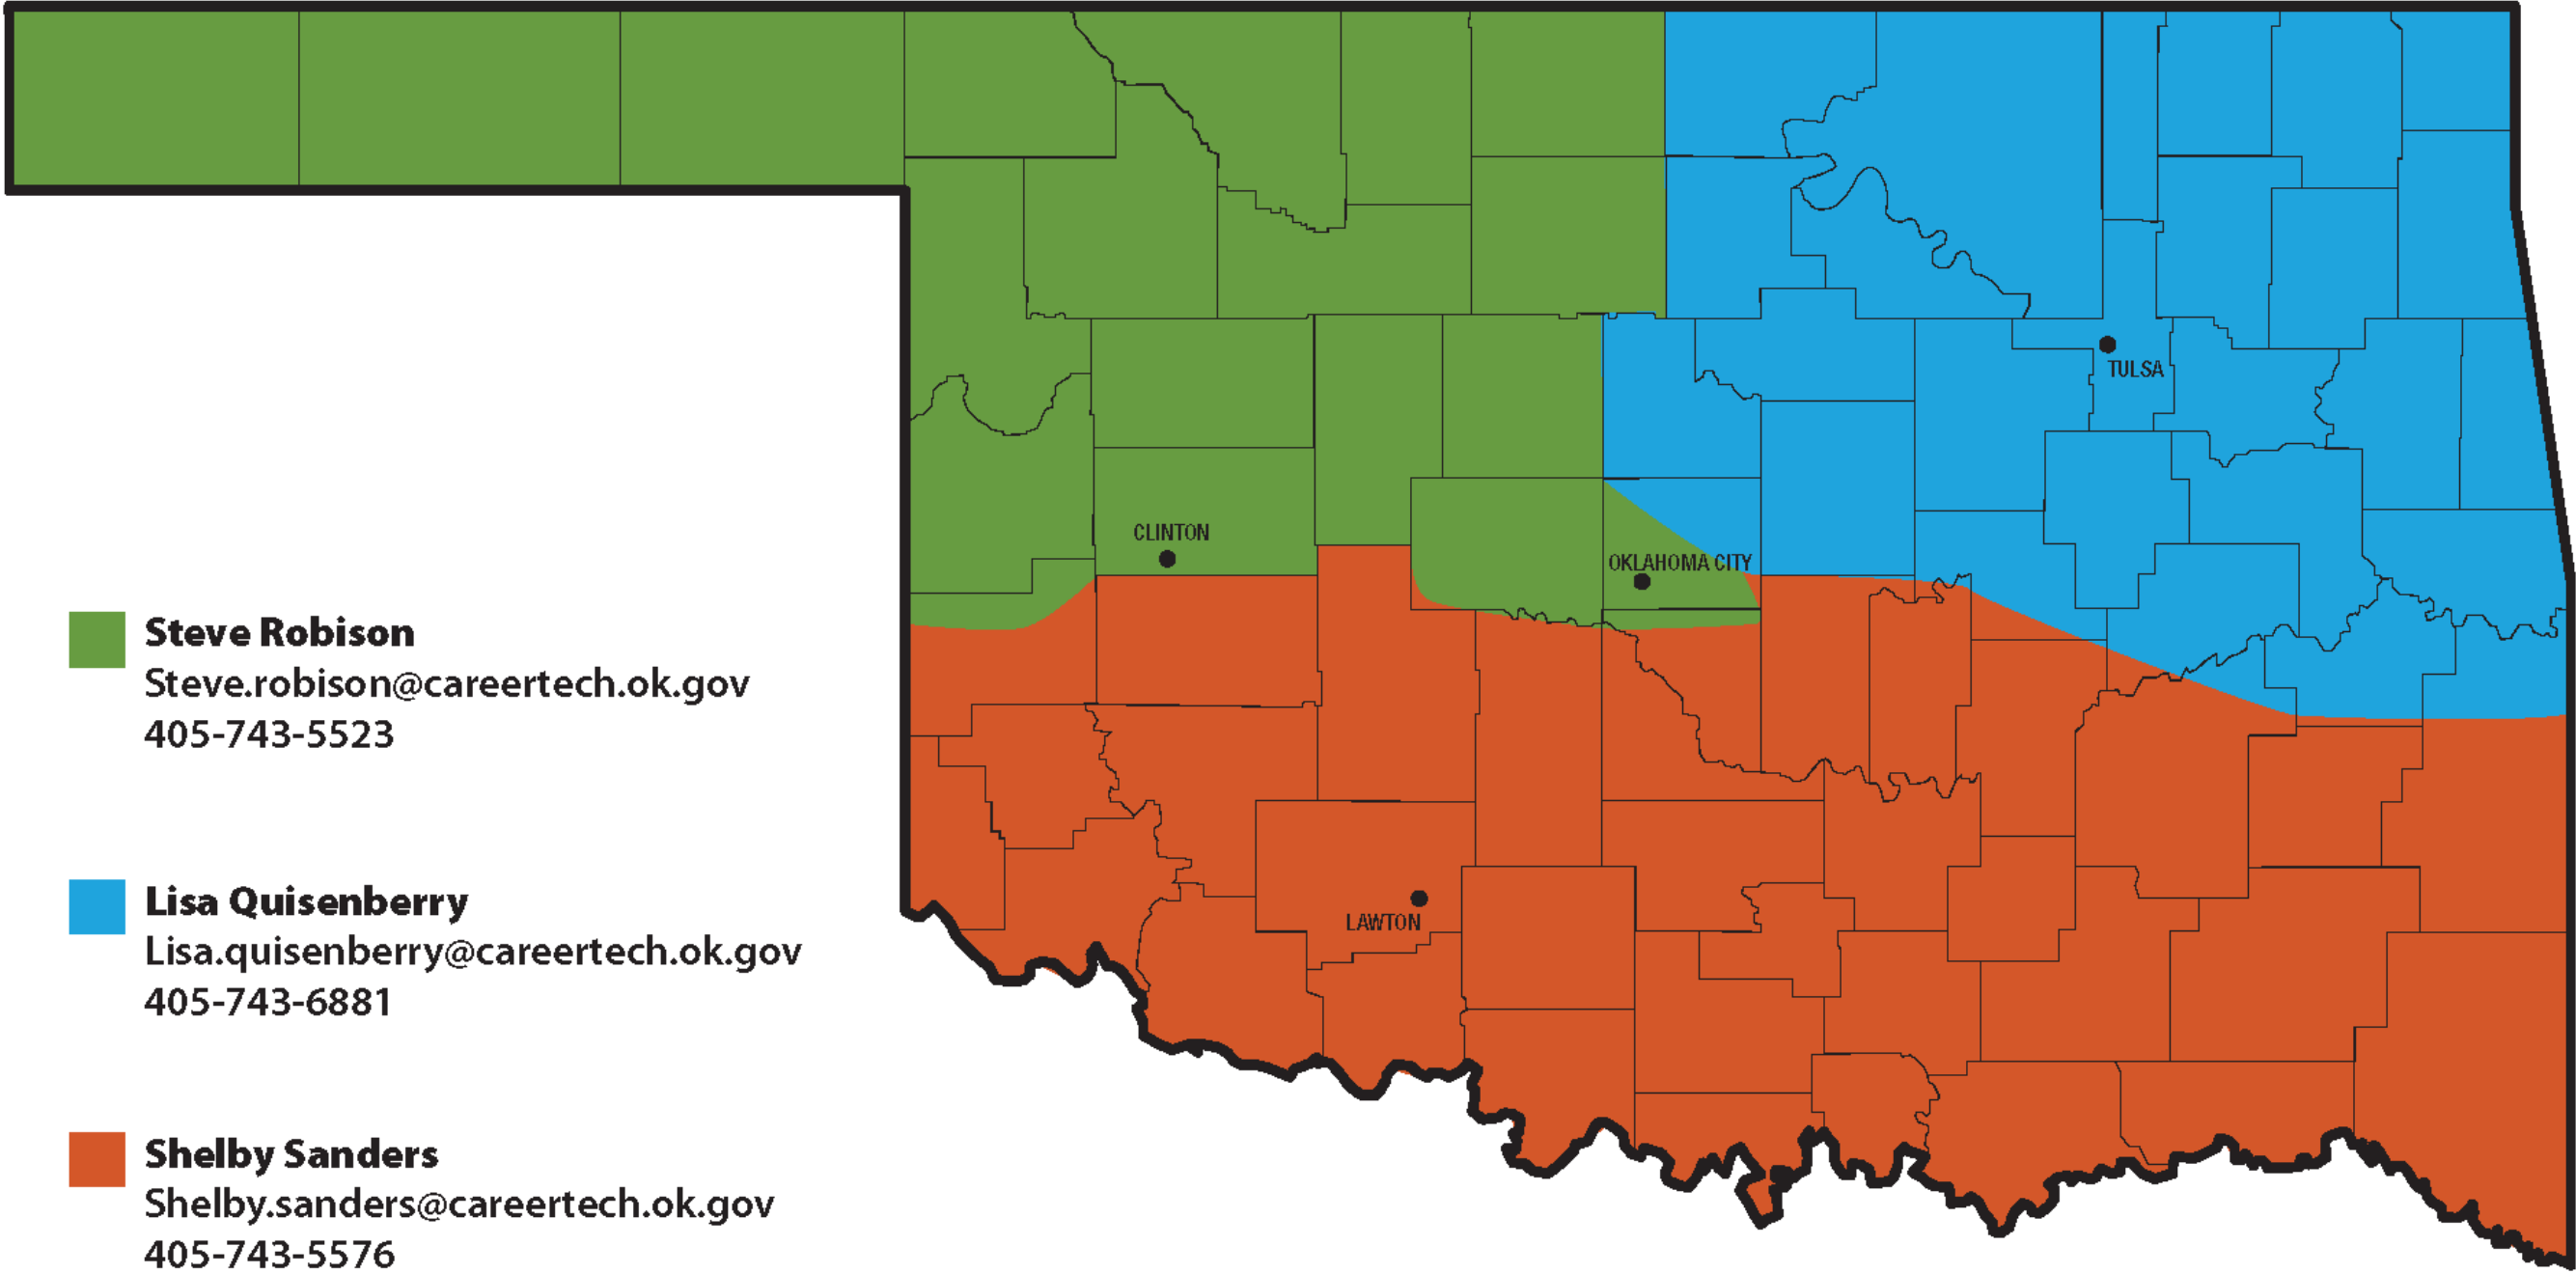 TULSA
CLINTON
OKLAHOMA CITY
Steve Robison
Steve.robison@careertech.ok.gov
405-743-5523
Lisa Quisenberry
Lisa.quisenberry@careertech.ok.gov
405-743-6881
LAWTON
Shelby Sanders
Shelby.sanders@careertech.ok.gov
405-743-5576